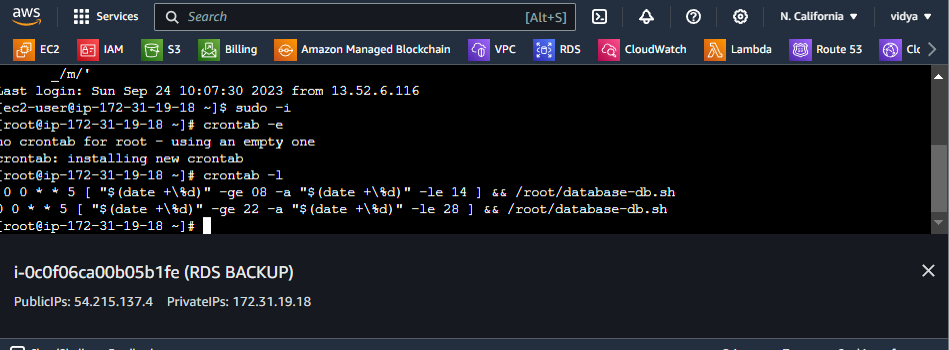 aws Services Search [Alt+S] N. California vidya
EC2 IAM S3 Billing Amazon Managed Blockchain VPC RDS CloudWatch Lambda Route 53 Clo
_/m/'
Last login: Sun Sep 24 10:07:30 2023 from 13.52.6.116
[ec2-user@ip-172-31-19-18 ~]$ sudo -i
[root@ip-172-31-19-18 ~]# crontab -e
no crontab for root - using an empty one
crontab: installing new crontab
[root@ip-172-31-19-18 ~]# crontab -l
0 0 * * 5 [ "$(date +\%d)" -ge 08 -a "$(date +\%d)" -le 14 ] && /root/database-db.sh
0 0 * * 5 [ "$(date +\%d)" -ge 22 -a "$(date +\%d)" -le 28 ] && /root/database-db.sh
[root@ip-172-31-19-18 ~]#
i-0c0f06ca00b05b1fe (RDS BACKUP)
PublicIPs: 54.215.137.4 PrivateIPs: 172.31.19.18